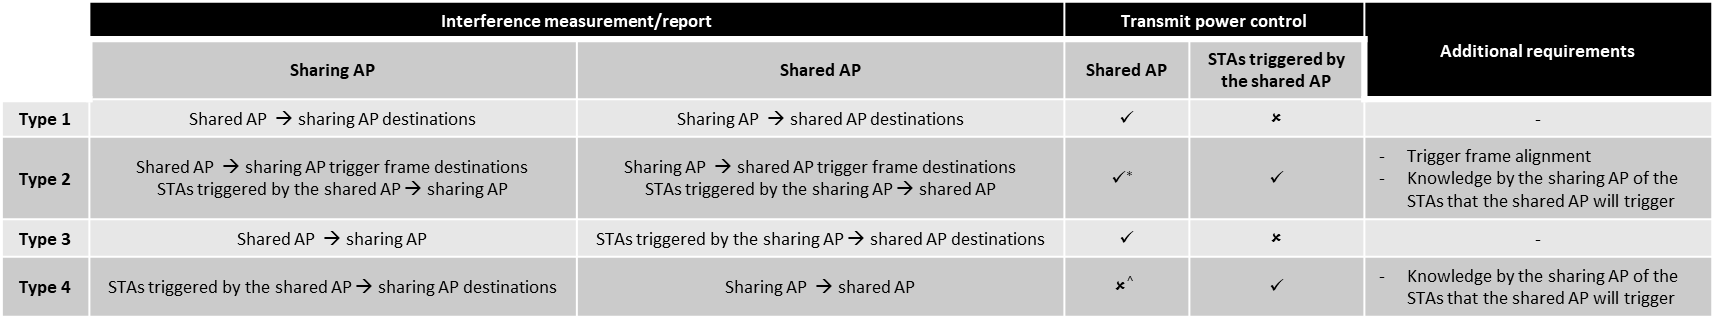 Interference measurement/report
Transmit power control
Additional requirements
Sharing AP
Shared AP
Shared AP
STAs triggered by
the shared AP
Type 1
Shared AP → sharing AP destinations
Sharing AP → shared AP destinations
✓
×
-
Type 2
Shared AP → sharing AP trigger frame destinations
STAs triggered by the shared AP → sharing AP
Sharing AP → shared AP trigger frame destinations
STAs triggered by the sharing AP → shared AP
✓*
✓
- Trigger frame alignment
- Knowledge by the sharing AP of the
STAs that the shared AP will trigger
Type 3
Shared AP → sharing AP
STAs triggered by the sharing AP → shared AP destinations
✓
×
-
Type 4
STAs triggered by the shared AP → sharing AP destinations
Sharing AP → shared AP
×^
✓
- Knowledge by the sharing AP of the
STAs that the shared AP will trigger